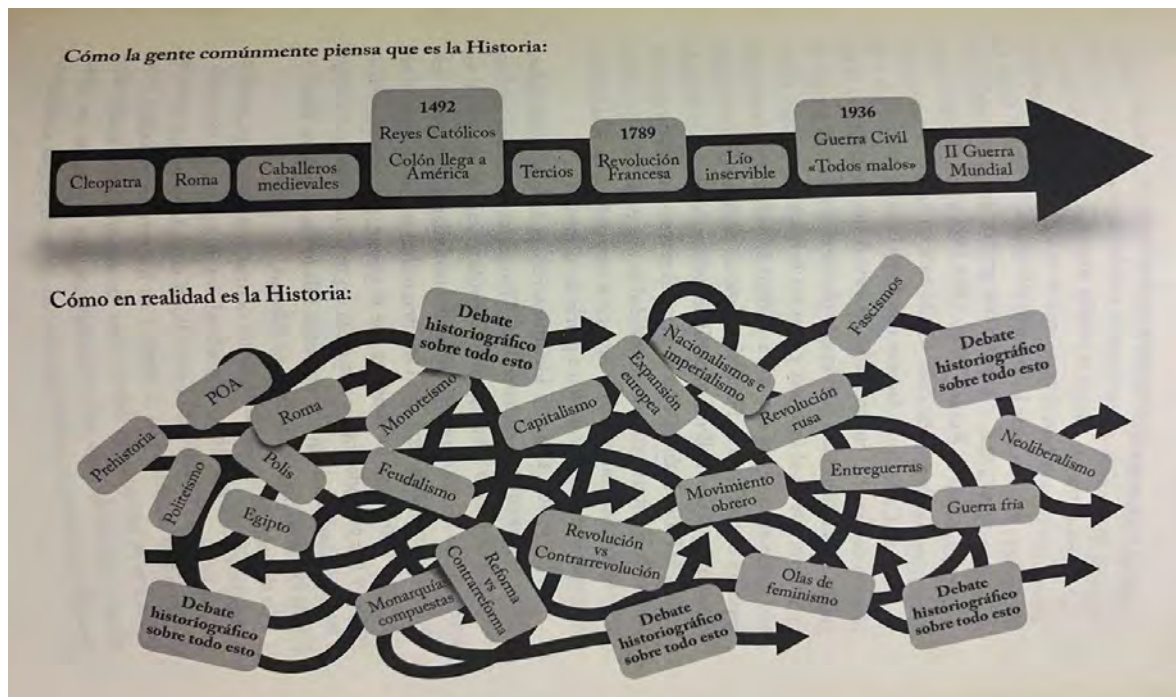 Cómo la gente comúnmente piensa que es la Historia:
Cleopatra
Roma
Caballeros
medievales
1492
Reyes Católicos
Colón llega a
América
Tercios
1789
Revolución
Francesa
Lío
inservible
1936
Guerra Civil
«Todos malos»
II Guerra
Mundial
Cómo en realidad es la Historia:
Prehistoria
POA
Politeísmo
Roma
Polis
Egipto
Debate
historiográfico
sobre todo esto
Monoteísmo
Feudalismo
Debate
historiográfico
sobre todo esto
Monarquías
compuestas
Reforma
vs
Contrarreforma
Capitalismo
Expansión
europea
Nacionalismos e
imperialismo
Revolución
vs
Contrarrevolución
Movimiento
obrero
Debate
historiográfico
sobre todo esto
Fascismos
Revolución
rusa
Entreguerras
Olas de
feminismo
Debate
historiográfico
sobre todo esto
Neoliberalismo
Guerra fría
Debate
historiográfico
sobre todo esto